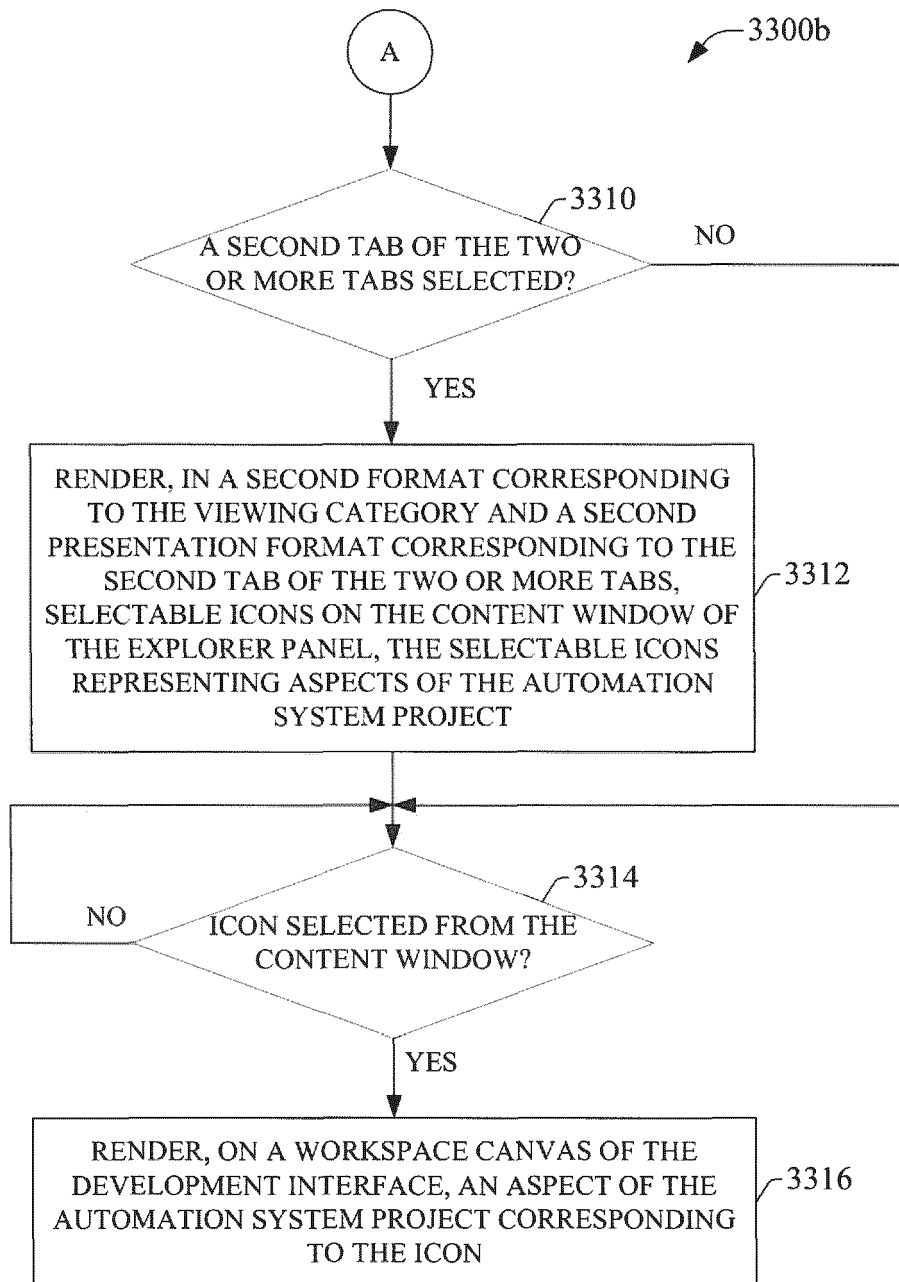 3300b
A
3310
A SECOND TAB OF THE TWO
OR MORE TABS SELECTED?
NO
YES
RENDER, IN A SECOND FORMAT CORRESPONDING
TO THE VIEWING CATEGORY AND A SECOND
PRESENTATION FORMAT CORRESPONDING TO THE
SECOND TAB OF THE TWO OR MORE TABS,
SELECTABLE ICONS ON THE CONTENT WINDOW OF
THE EXPLORER PANEL, THE SELECTABLE ICONS
REPRESENTING ASPECTS OF THE AUTOMATION
SYSTEM PROJECT
3312
3314
NO
ICON SELECTED FROM THE
CONTENT WINDOW?
YES
RENDER, ON A WORKSPACE CANVAS OF THE
DEVELOPMENT INTERFACE, AN ASPECT OF THE
AUTOMATION SYSTEM PROJECT CORRESPONDING
TO THE ICON
3316